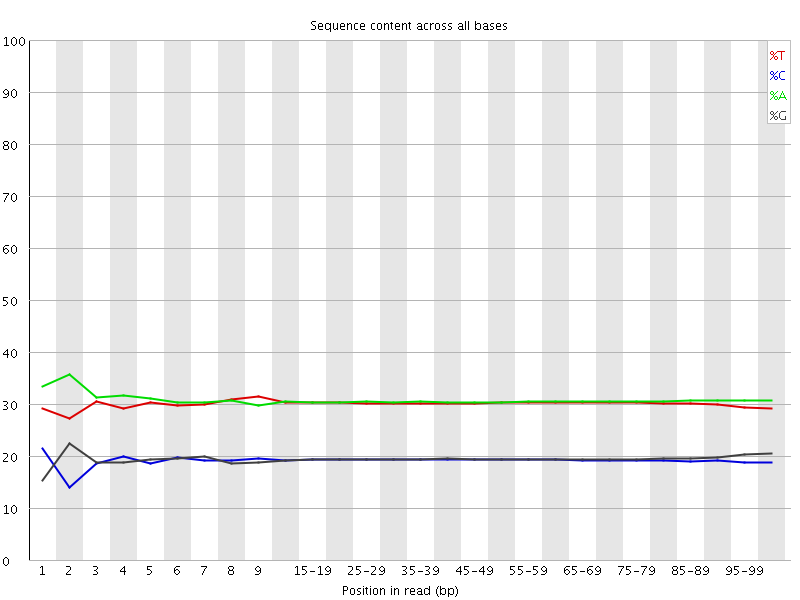 Sequence content across all bases
100
90
80
70
60
50
40
30
20
10
0
%T
%C
%A
%G
1 2 3 4 5 6 7 8 9 15-19 25-29 35-39 45-49 55-59 65-69 75-79 85-89 95-99
Position in read (bp)